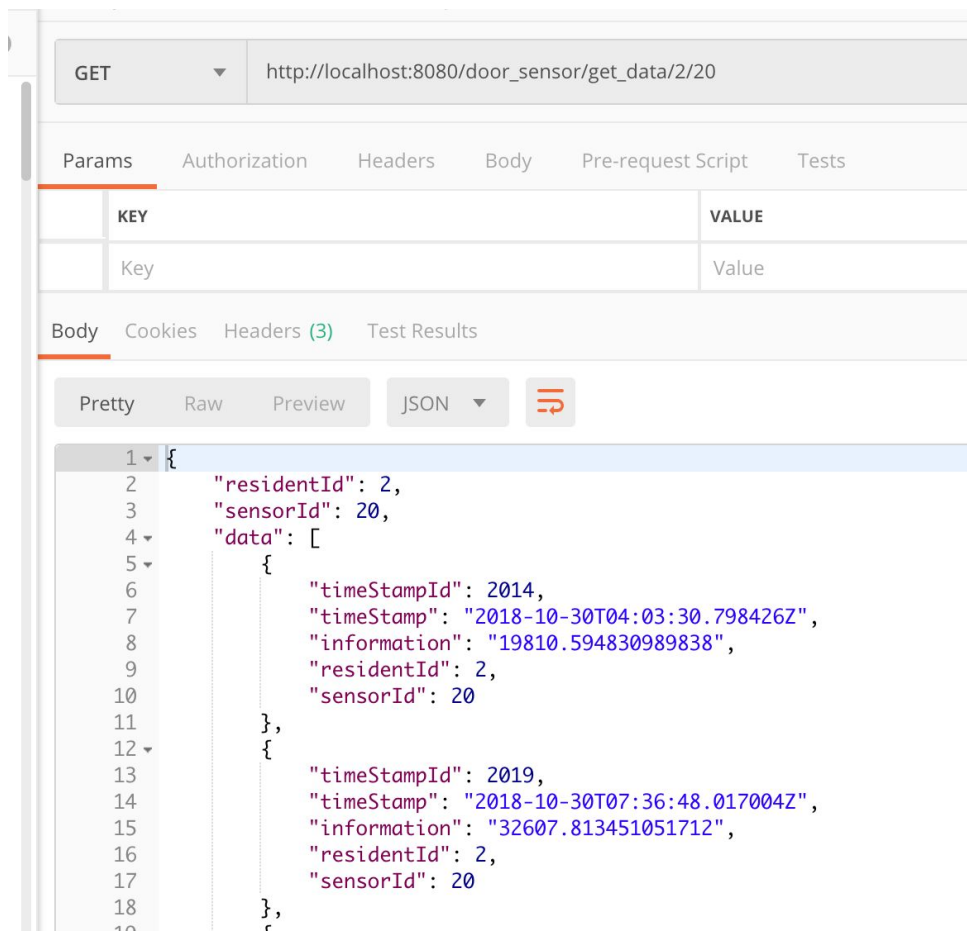 GET http://localhost:8080/door_sensor/get_data/2/20
Params Authorization Headers Body Pre-request Script Tests
KEY VALUE
Key Value
Body Cookies Headers (3) Test Results
Pretty Raw Preview JSON
1 {
2 "residentId": 2,
3 "sensorId": 20,
4 "data": [
5 {
6 "timeStampId": 2014,
7 "timeStamp": "2018-10-30T04:03:30.798426Z",
8 "information": "19810.594830989838",
9 "residentId": 2,
10 "sensorId": 20
11 },
12 {
13 "timeStampId": 2019,
14 "timeStamp": "2018-10-30T07:36:48.017004Z",
15 "information": "32607.813451051712",
16 "residentId": 2,
17 "sensorId": 20
18 },